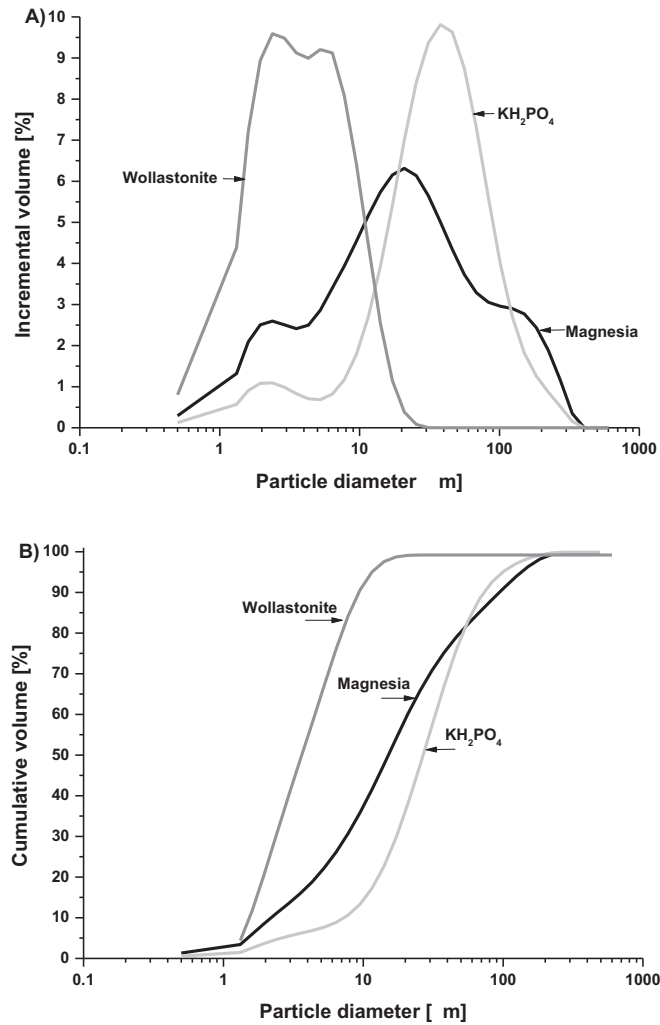 A)
Incremental volume [%]
10
9
8
7
6
5
4
3
2
1
0
Wollastonite
KH₂PO₄
Magnesia
0.1 1 10 100 1000
Particle diameter m]
B)
Cumulative volume [%]
100
90
80
70
60
50
40
30
20
10
0
Wollastonite
Magnesia
KH₂PO₄
0.1 1 10 100 1000
Particle diameter [ m]